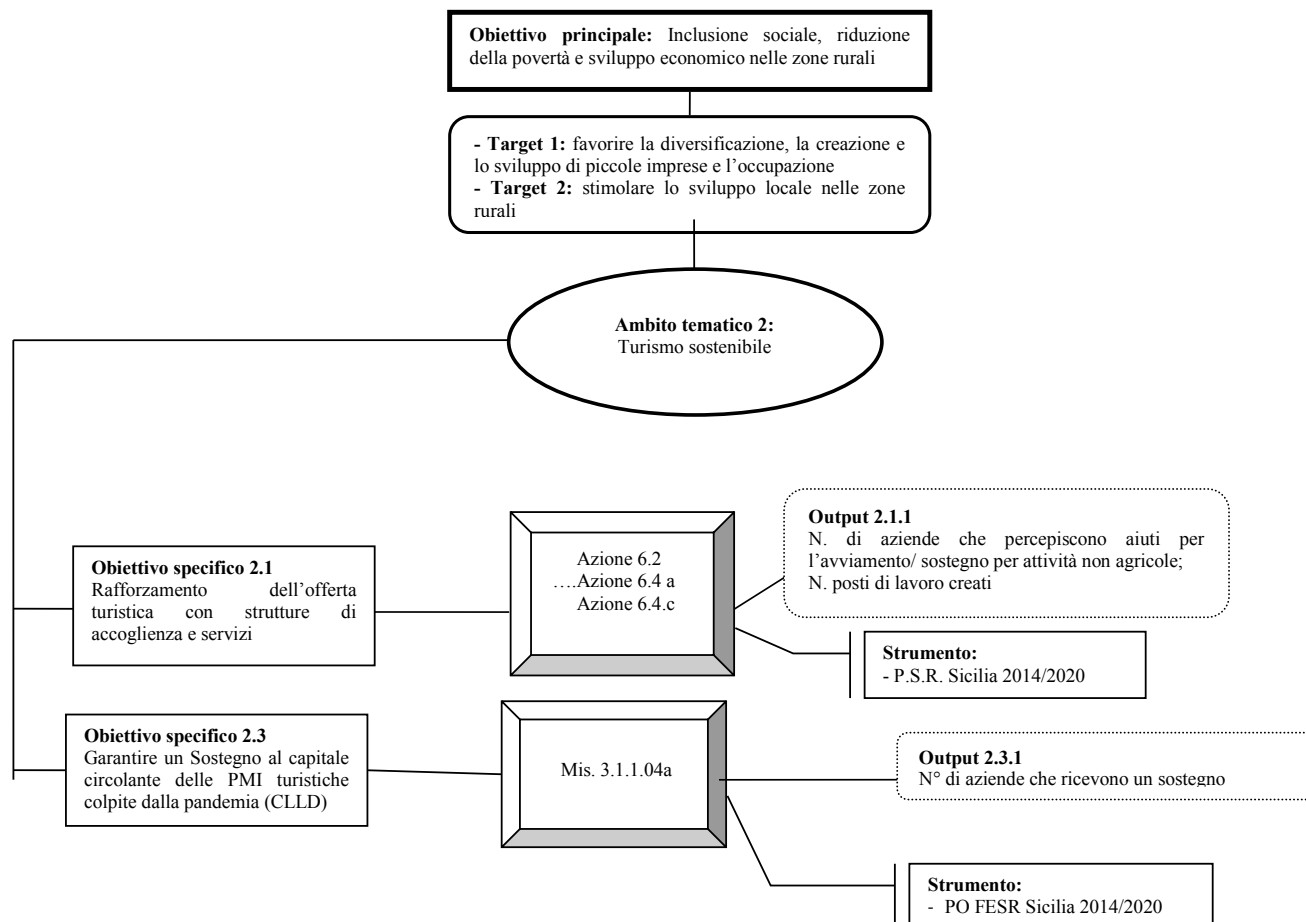 Obiettivo principale: Inclusione sociale, riduzione
della povertà e sviluppo economico nelle zone rurali
- Target 1: favorire la diversificazione, la creazione e
lo sviluppo di piccole imprese e l’occupazione
- Target 2: stimolare lo sviluppo locale nelle zone
rurali
Ambito tematico 2:
Turismo sostenibile
Obiettivo specifico 2.1
Rafforzamento dell’offerta
turistica con strutture di
accoglienza e servizi
Azione 6.2
….Azione 6.4 a
Azione 6.4.c
Output 2.1.1
N. di aziende che percepiscono aiuti per
l’avviamento/ sostegno per attività non agricole;
N. posti di lavoro creati
Strumento:
- P.S.R. Sicilia 2014/2020
Obiettivo specifico 2.3
Garantire un Sostegno al capitale
circolante delle PMI turistiche
colpite dalla pandemia (CLLD)
Mis. 3.1.1.04a
Output 2.3.1
N° di aziende che ricevono un sostegno
Strumento:
- PO FESR Sicilia 2014/2020